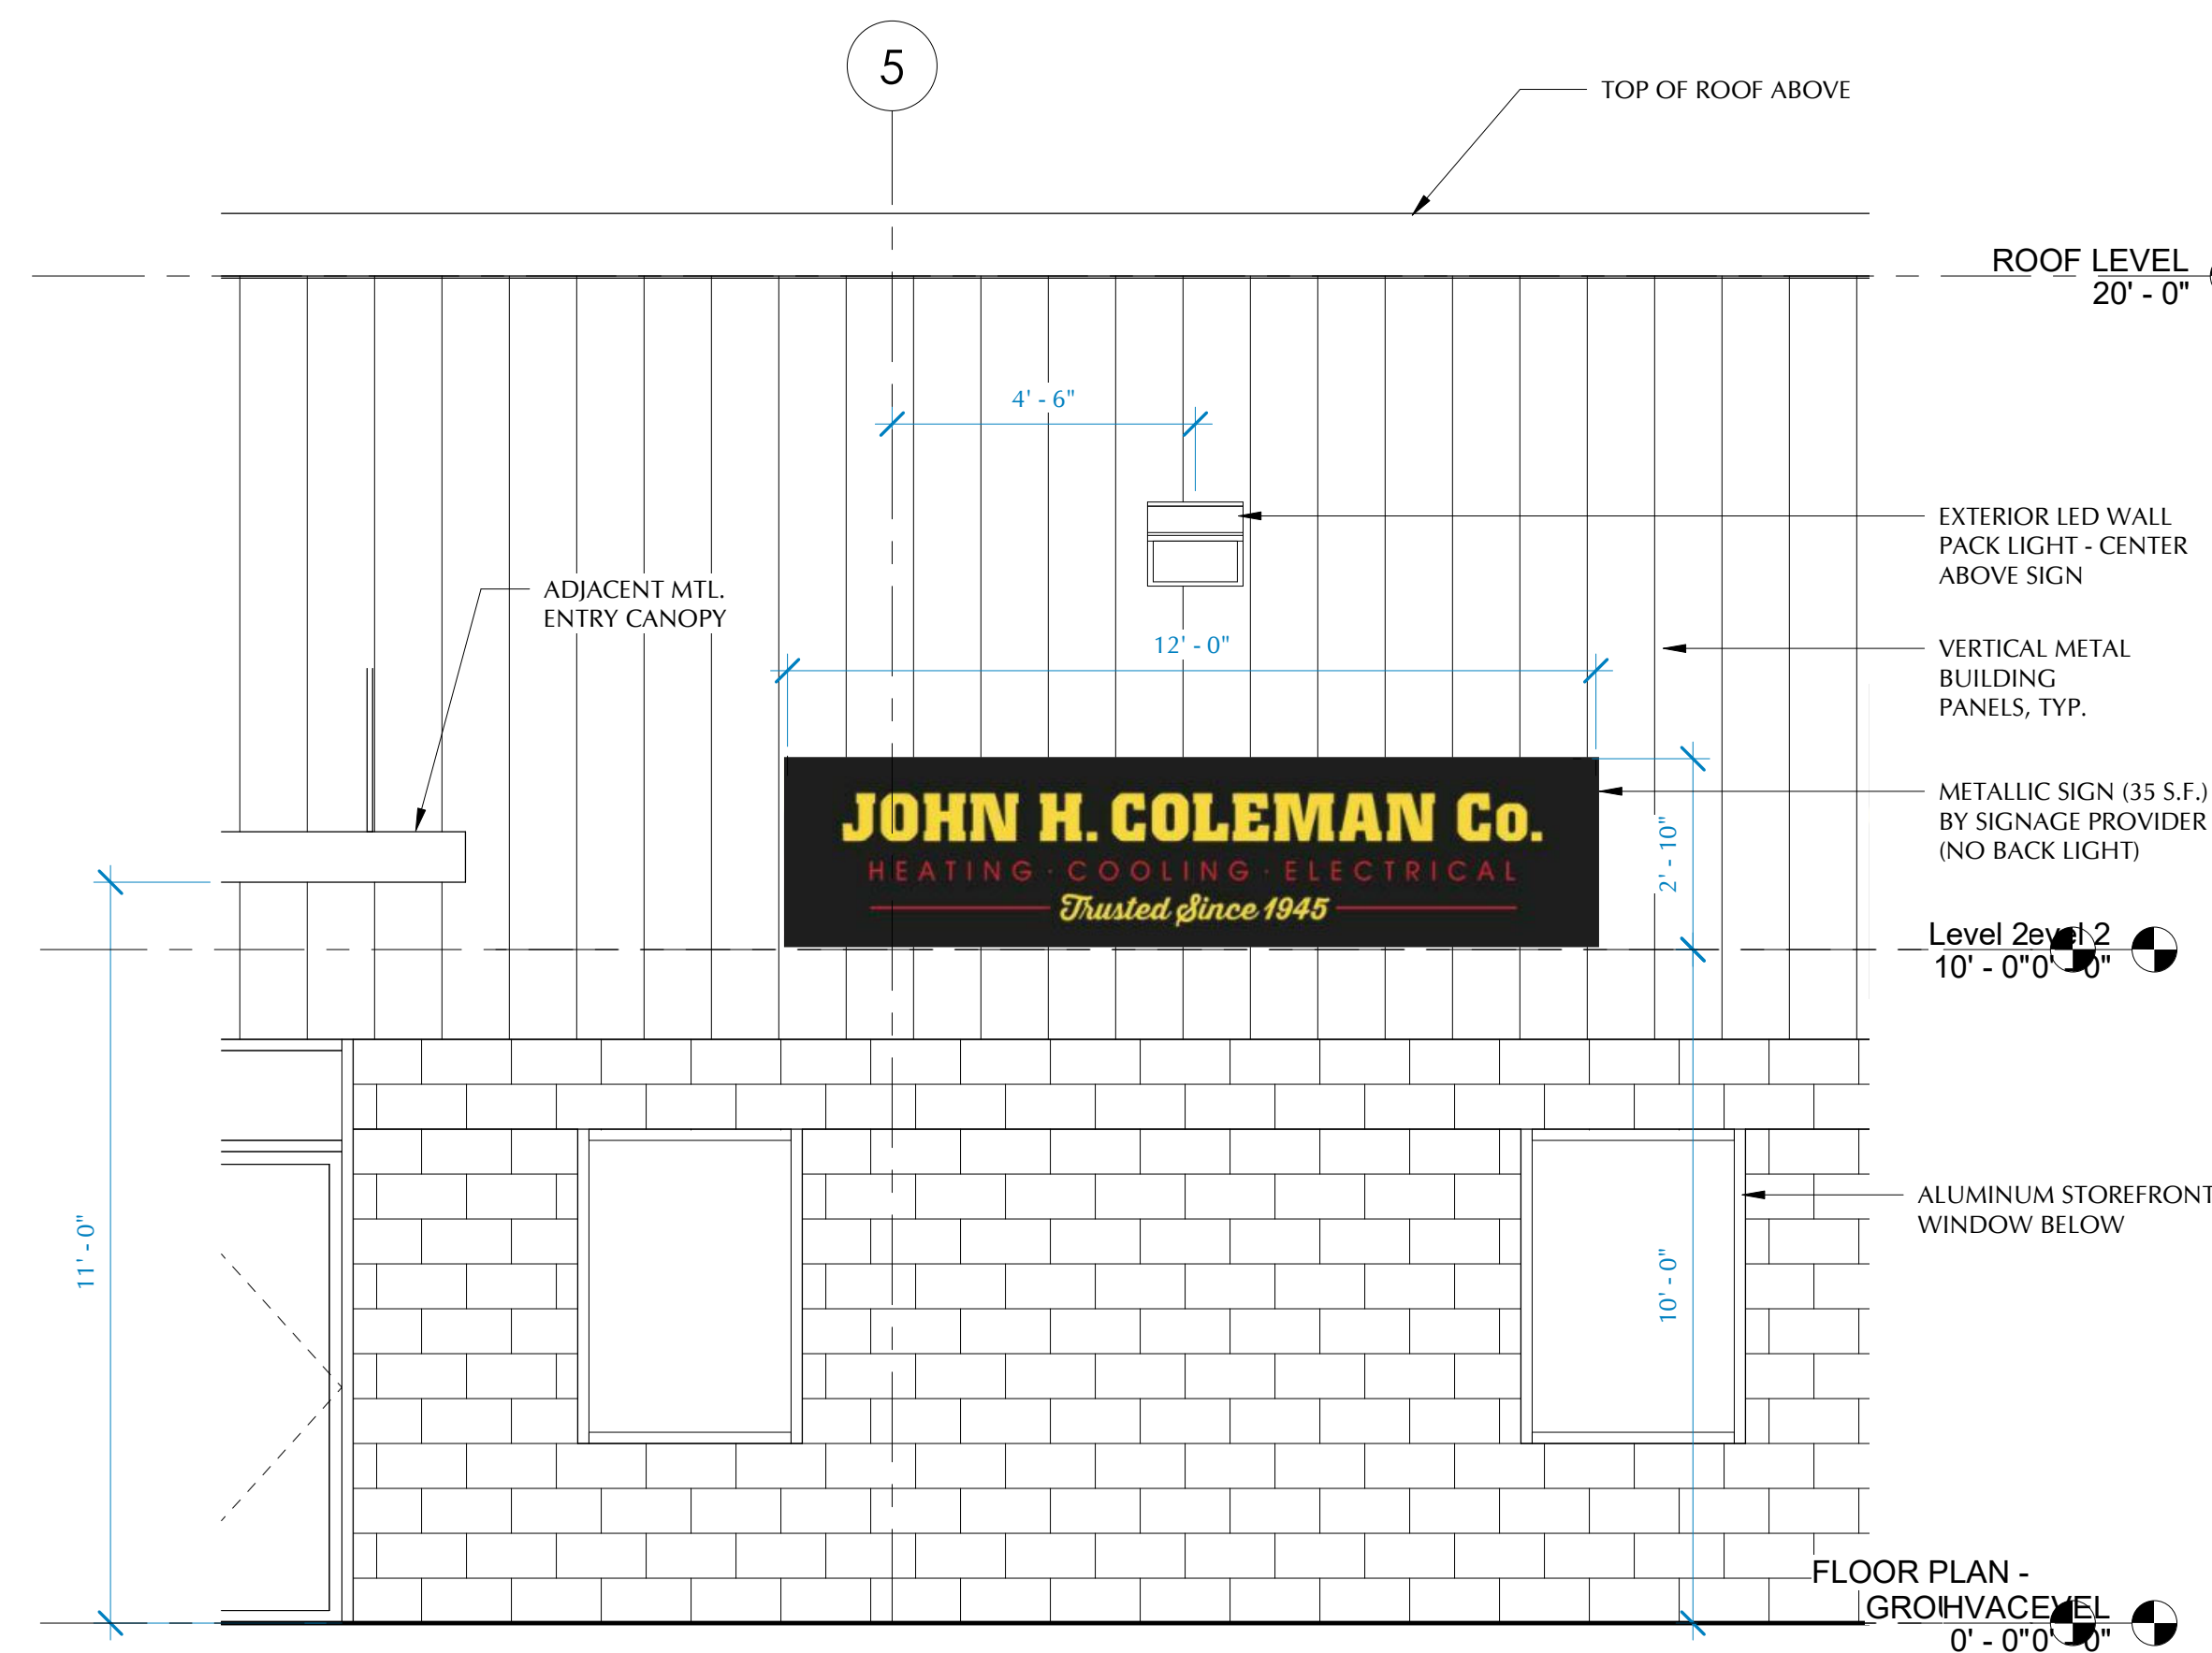 5
TOP OF ROOF ABOVE
ROOF LEVEL
20' - 0"
4' - 6"
EXTERIOR LED WALL
PACK LIGHT - CENTER
ABOVE SIGN
ADJACENT MTL.
ENTRY CANOPY
12' - 0"
VERTICAL METAL
BUILDING
PANELS, TYP.
JOHN H. COLEMAN Co.
HEATING · COOLING · ELECTRICAL
Trusted Since 1945
2' - 10"
METALLIC SIGN (35 S.F.)
BY SIGNAGE PROVIDER
(NO BACK LIGHT)
Level 2
10' - 0"
ALUMINUM STOREFRONT
WINDOW BELOW
11' - 0"
10' - 0"
FLOOR PLAN -
HVAC
0' - 0"